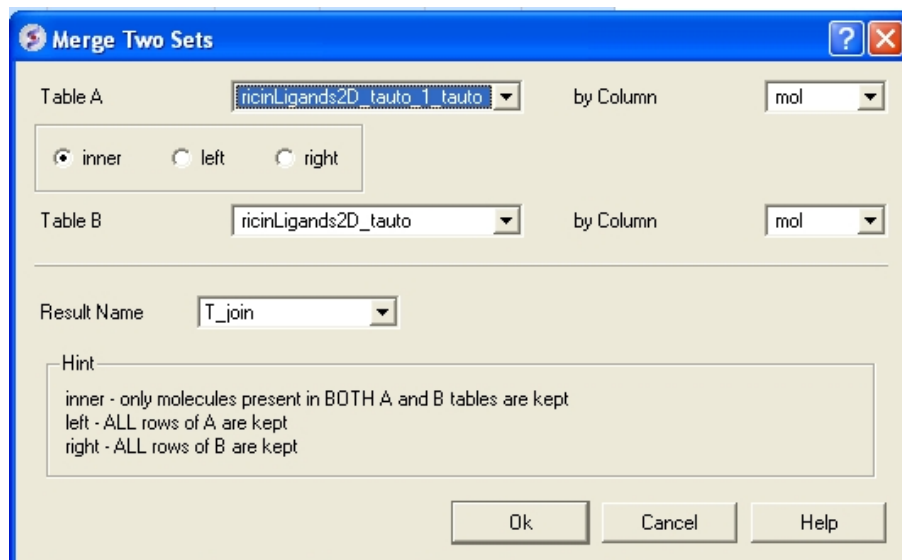 Merge Two Sets
Table A ricinLigands2D_tauto_1_tauto by Column mol
inner left right
Table B ricinLigands2D_tauto by Column mol
Result Name T_join
Hint
inner - only molecules present in BOTH A and B tables are kept
left - ALL rows of A are kept
right - ALL rows of B are kept
Ok Cancel Help